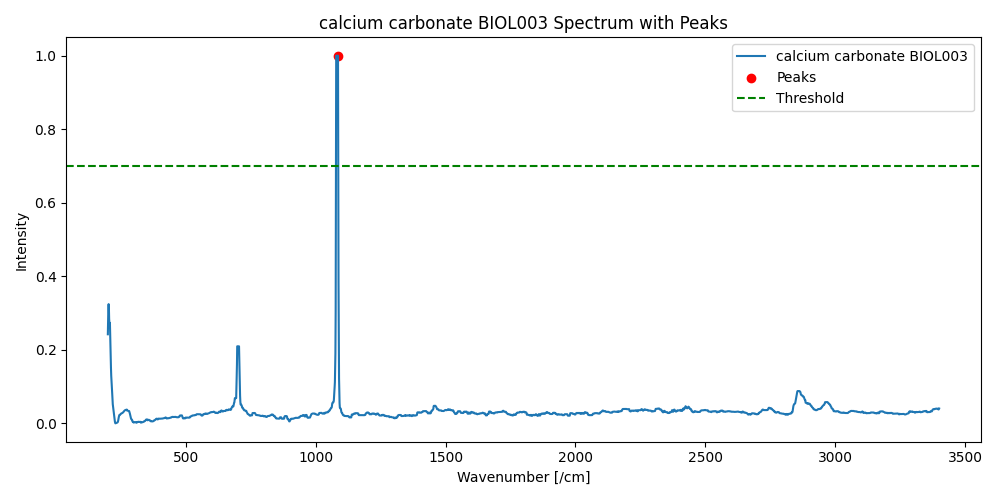 calcium carbonate BIOL003 Spectrum with Peaks
calcium carbonate BIOL003
Peaks
Threshold
Intensity
1.0
0.8
0.6
0.4
0.2
0.0
500 1000 1500 2000 2500 3000 3500
Wavenumber [/cm]